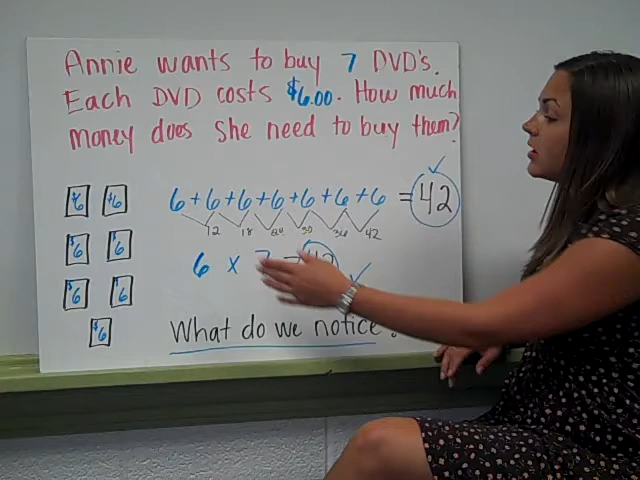 Annie wants to buy 7 DVD's.
Each DVD costs $6.00. How much
money does she need to buy them?
$6 $6
$6 $6
$6 $6
$6
6+6+6+6+6+6+6 = 42
12 18 24 30 36 42
6 x 7 = 42
What do we notice?